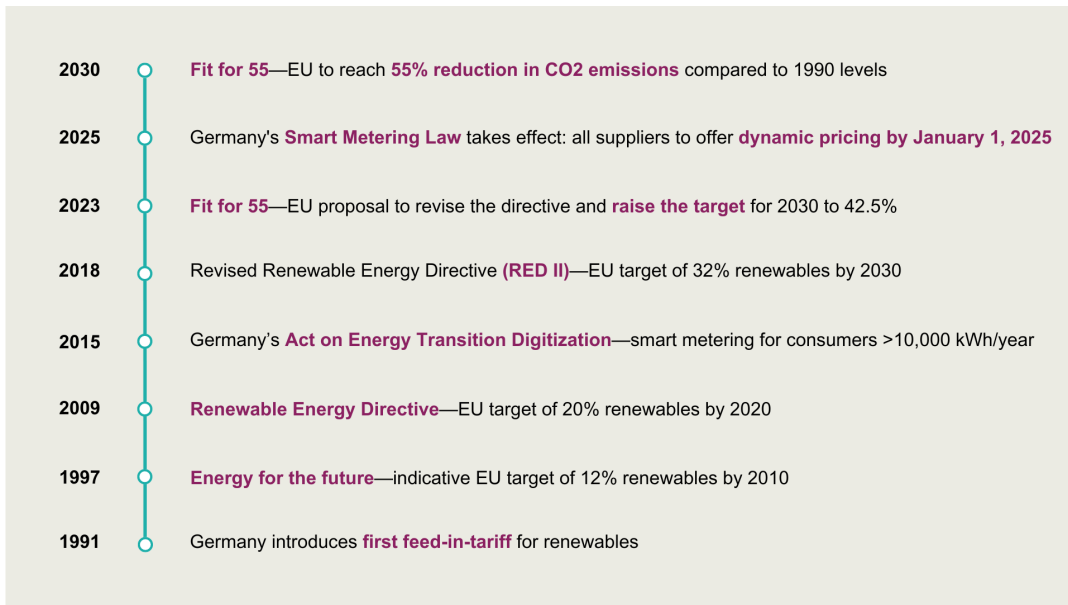 2030 Fit for 55—EU to reach 55% reduction in CO2 emissions compared to 1990 levels
2025 Germany's Smart Metering Law takes effect: all suppliers to offer dynamic pricing by January 1, 2025
2023 Fit for 55—EU proposal to revise the directive and raise the target for 2030 to 42.5%
2018 Revised Renewable Energy Directive (RED II)—EU target of 32% renewables by 2030
2015 Germany’s Act on Energy Transition Digitization—smart metering for consumers >10,000 kWh/year
2009 Renewable Energy Directive—EU target of 20% renewables by 2020
1997 Energy for the future—indicative EU target of 12% renewables by 2010
1991 Germany introduces first feed-in-tariff for renewables